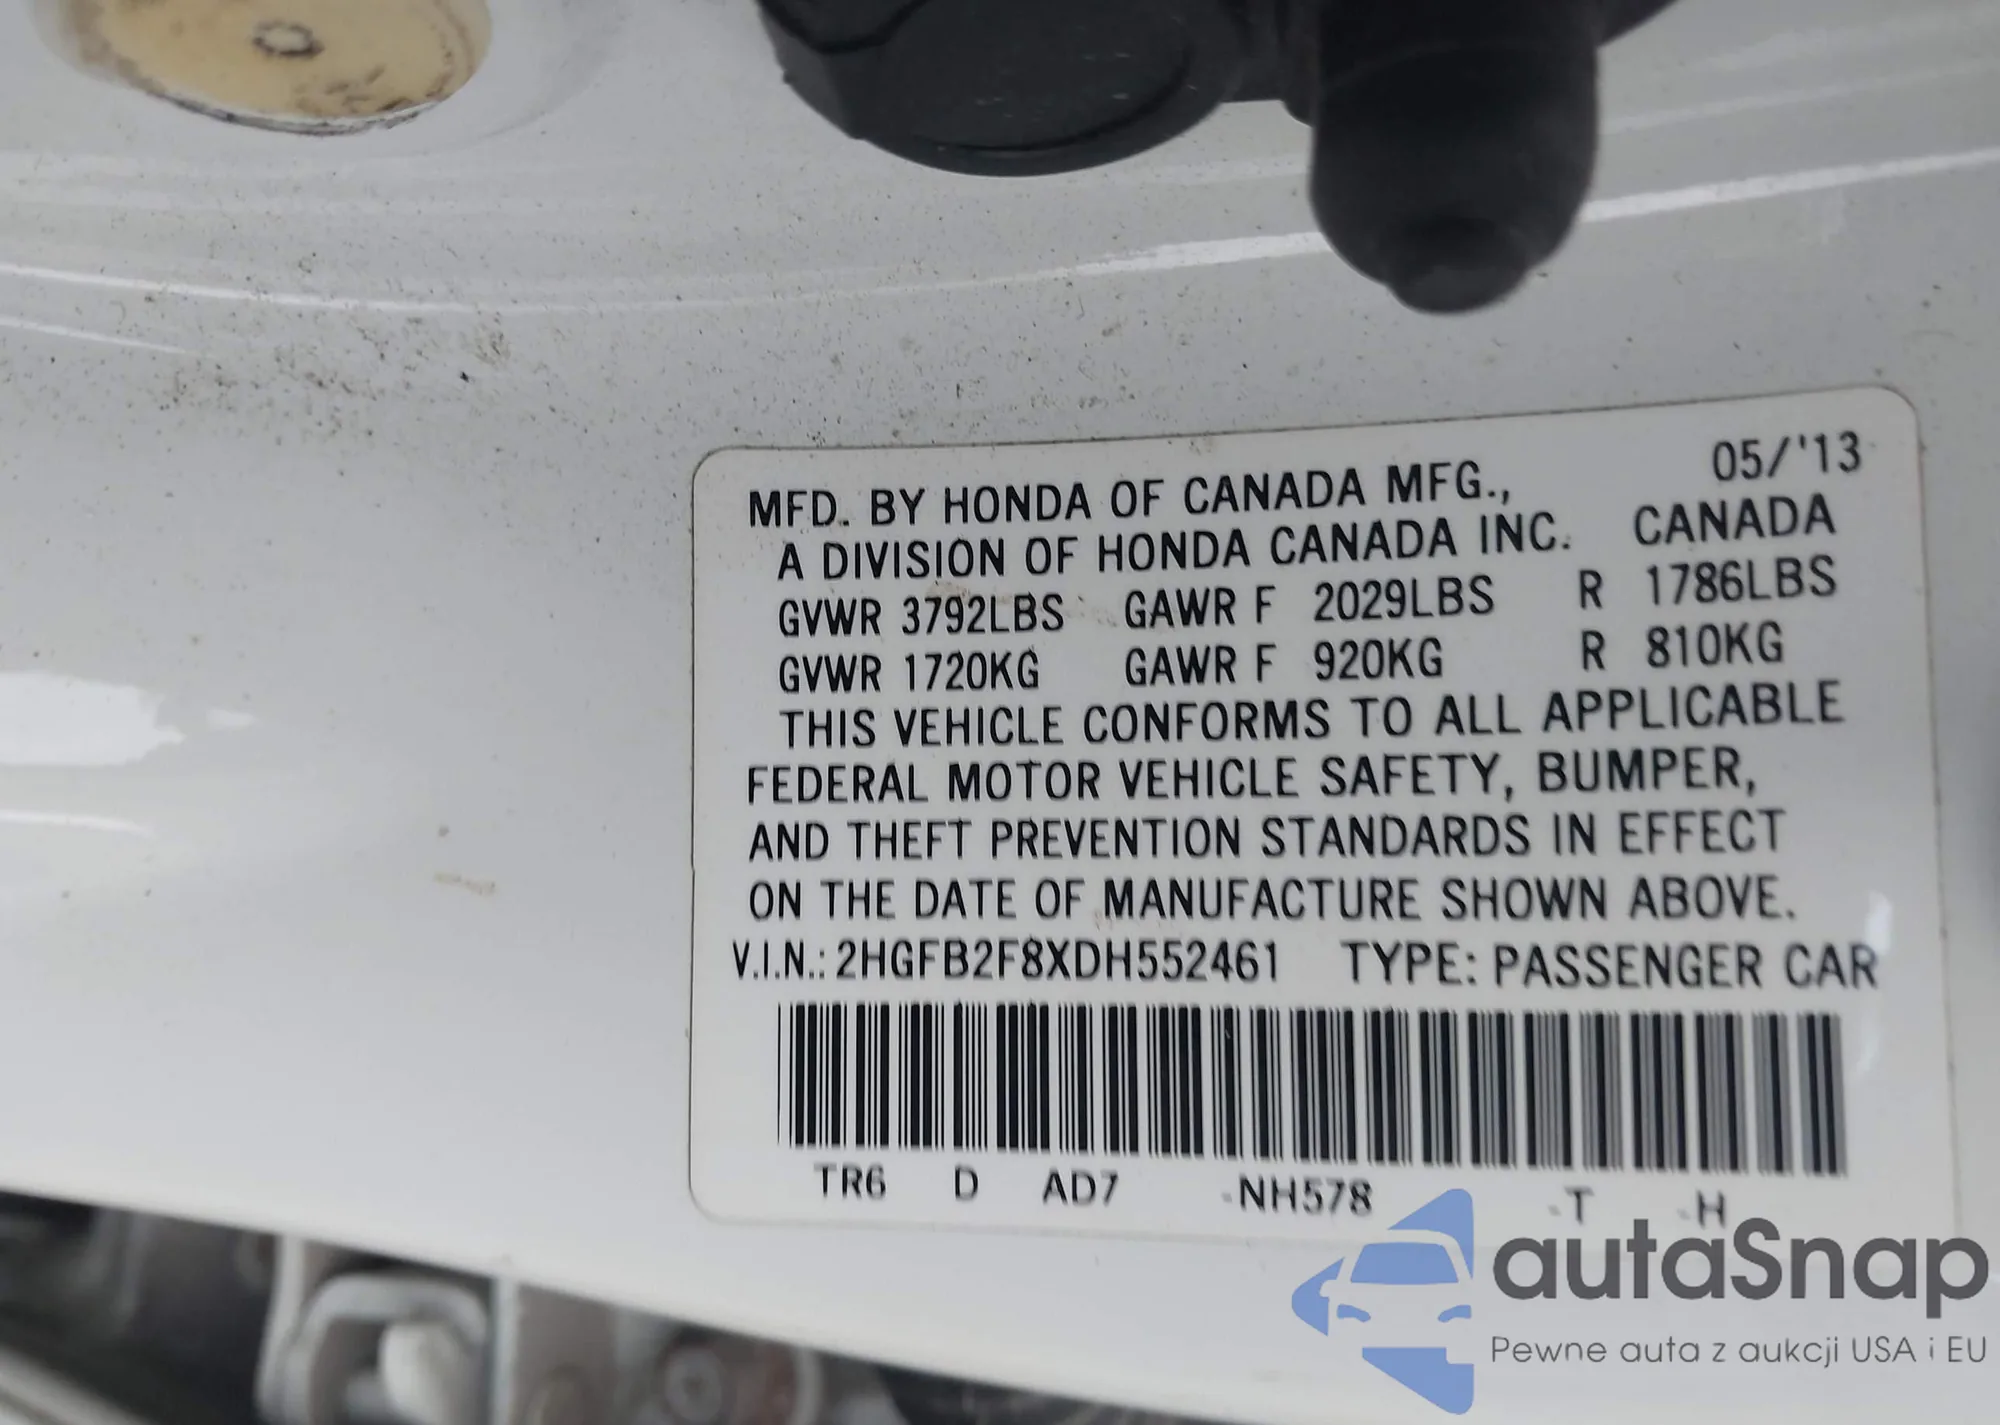 05/'13
MFD. BY HONDA OF CANADA MFG.,
A DIVISION OF HONDA CANADA INC. CANADA
GVWR 3792LBS GAWR F 2029LBS R 1786LBS
GVWR 1720KG GAWR F 920KG R 810KG
THIS VEHICLE CONFORMS TO ALL APPLICABLE
FEDERAL MOTOR VEHICLE SAFETY, BUMPER,
AND THEFT PREVENTION STANDARDS IN EFFECT
ON THE DATE OF MANUFACTURE SHOWN ABOVE.
V.I.N.: 2HGFB2F8XDH552461 TYPE: PASSENGER CAR
TR6 D AD7 -NH578 -T -H
autaSnap
Pewne auta z aukcji USA i EU